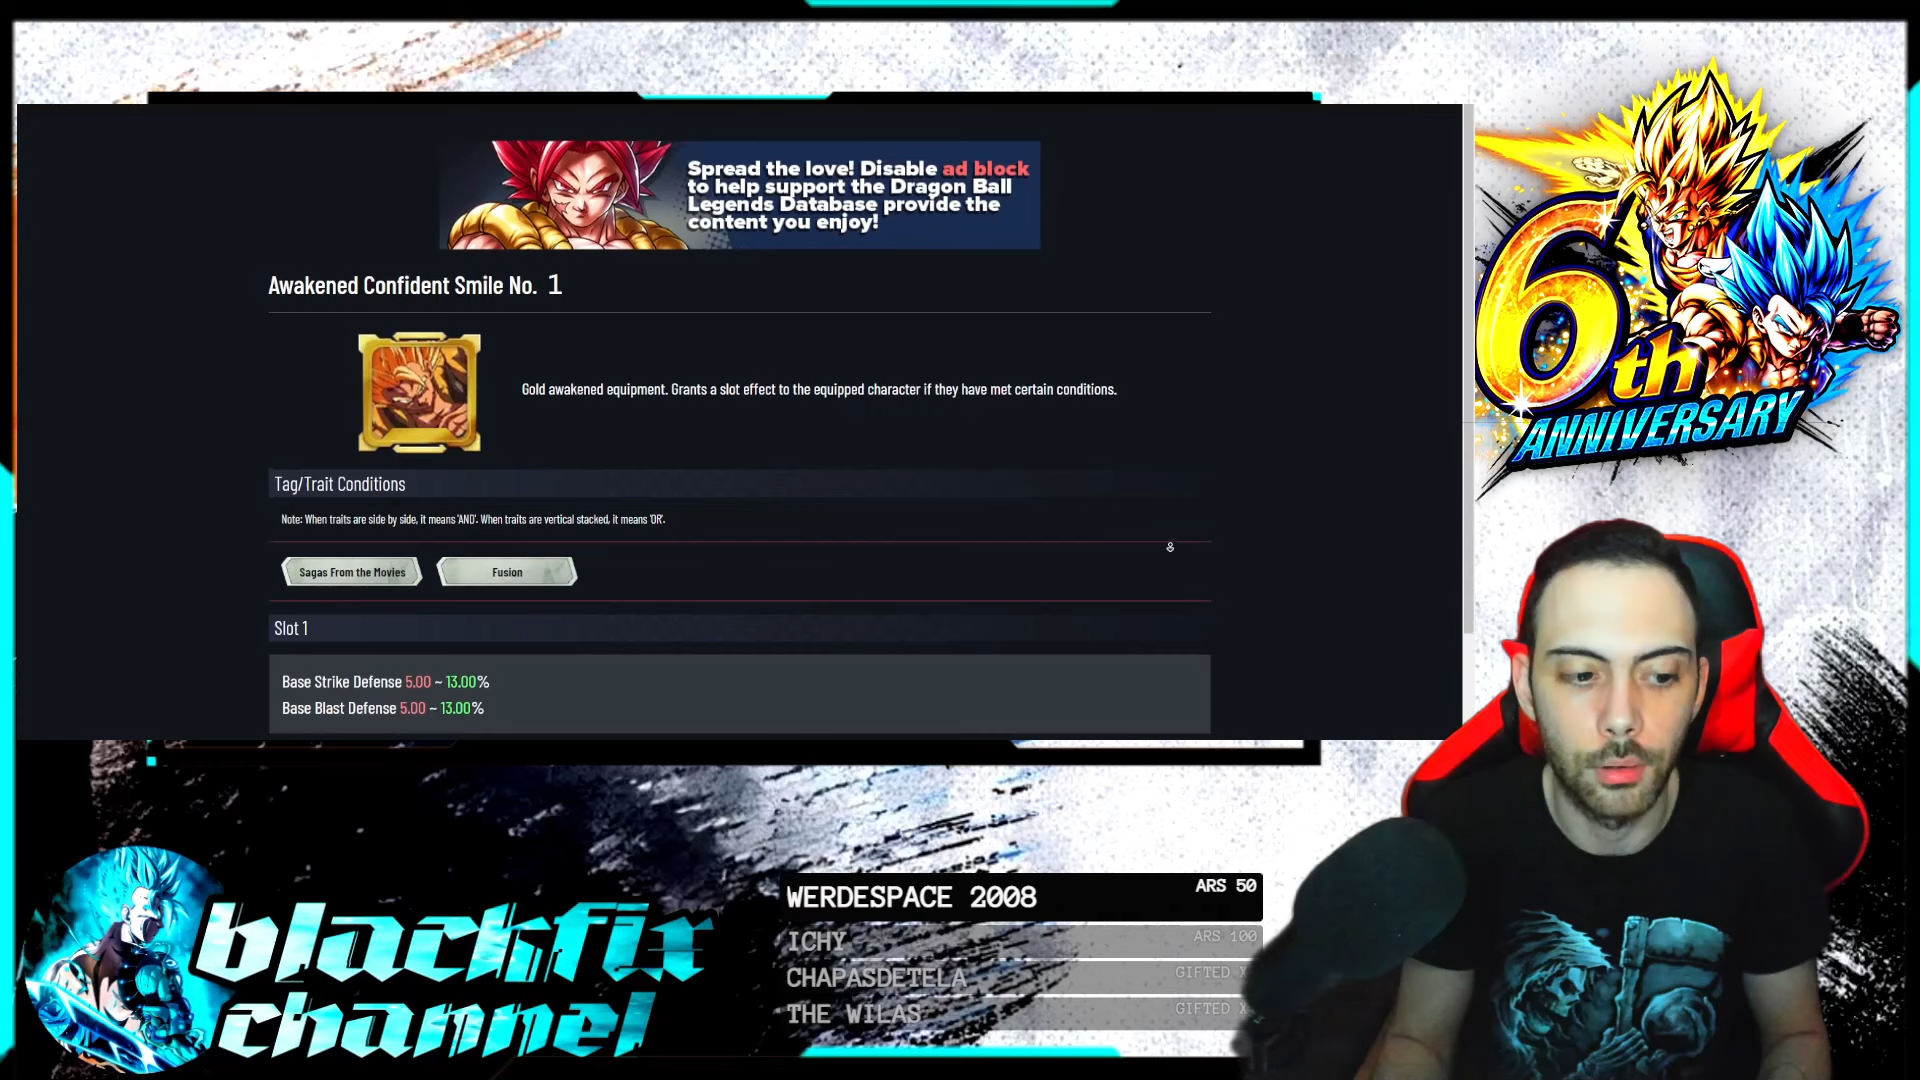 Spread the love! Disable ad block
to help support the Dragon Ball
Legends Database provide the
content you enjoy!
Awakened Confident Smile No. 1
Gold awakened equipment. Grants a slot effect to the equipped character if they have met certain conditions.
Tag/Trait Conditions
Note: When traits are side by side, it means 'AND'. When traits are vertical stacked, it means 'OR'.
Sagas From the Movies
Fusion
Slot 1
Base Strike Defense 5.00 ~ 13.00%
Base Blast Defense 5.00 ~ 13.00%
6th
ANNIVERSARY
blackfix
channel
WERDESPACE 2008 ARS 50
ICHY ARS 100
CHAPASDETELA GIFTED X
THE WILAS GIFTED X